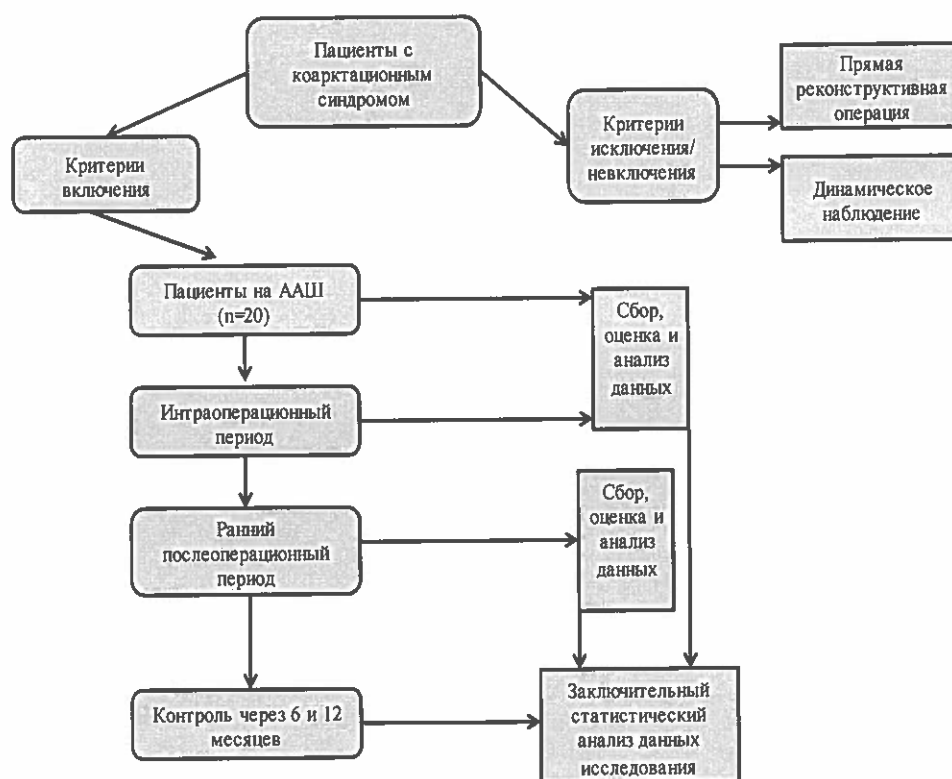 Пациенты с
коарктационным
синдромом
Прямая
реконструктивная
операция
Критерии
исключения/
невключения
Критерии
включения
Динамическое
наблюдение
Пациенты на ААШ
(n=20)
Сбор,
оценка и
анализ
данных
Интраоперационный
период
Сбор,
оценка и
анализ
данных
Ранний
послеоперационный
период
Контроль через 6 и 12
месяцев
Заключительный
статистический
анализ данных
исследования